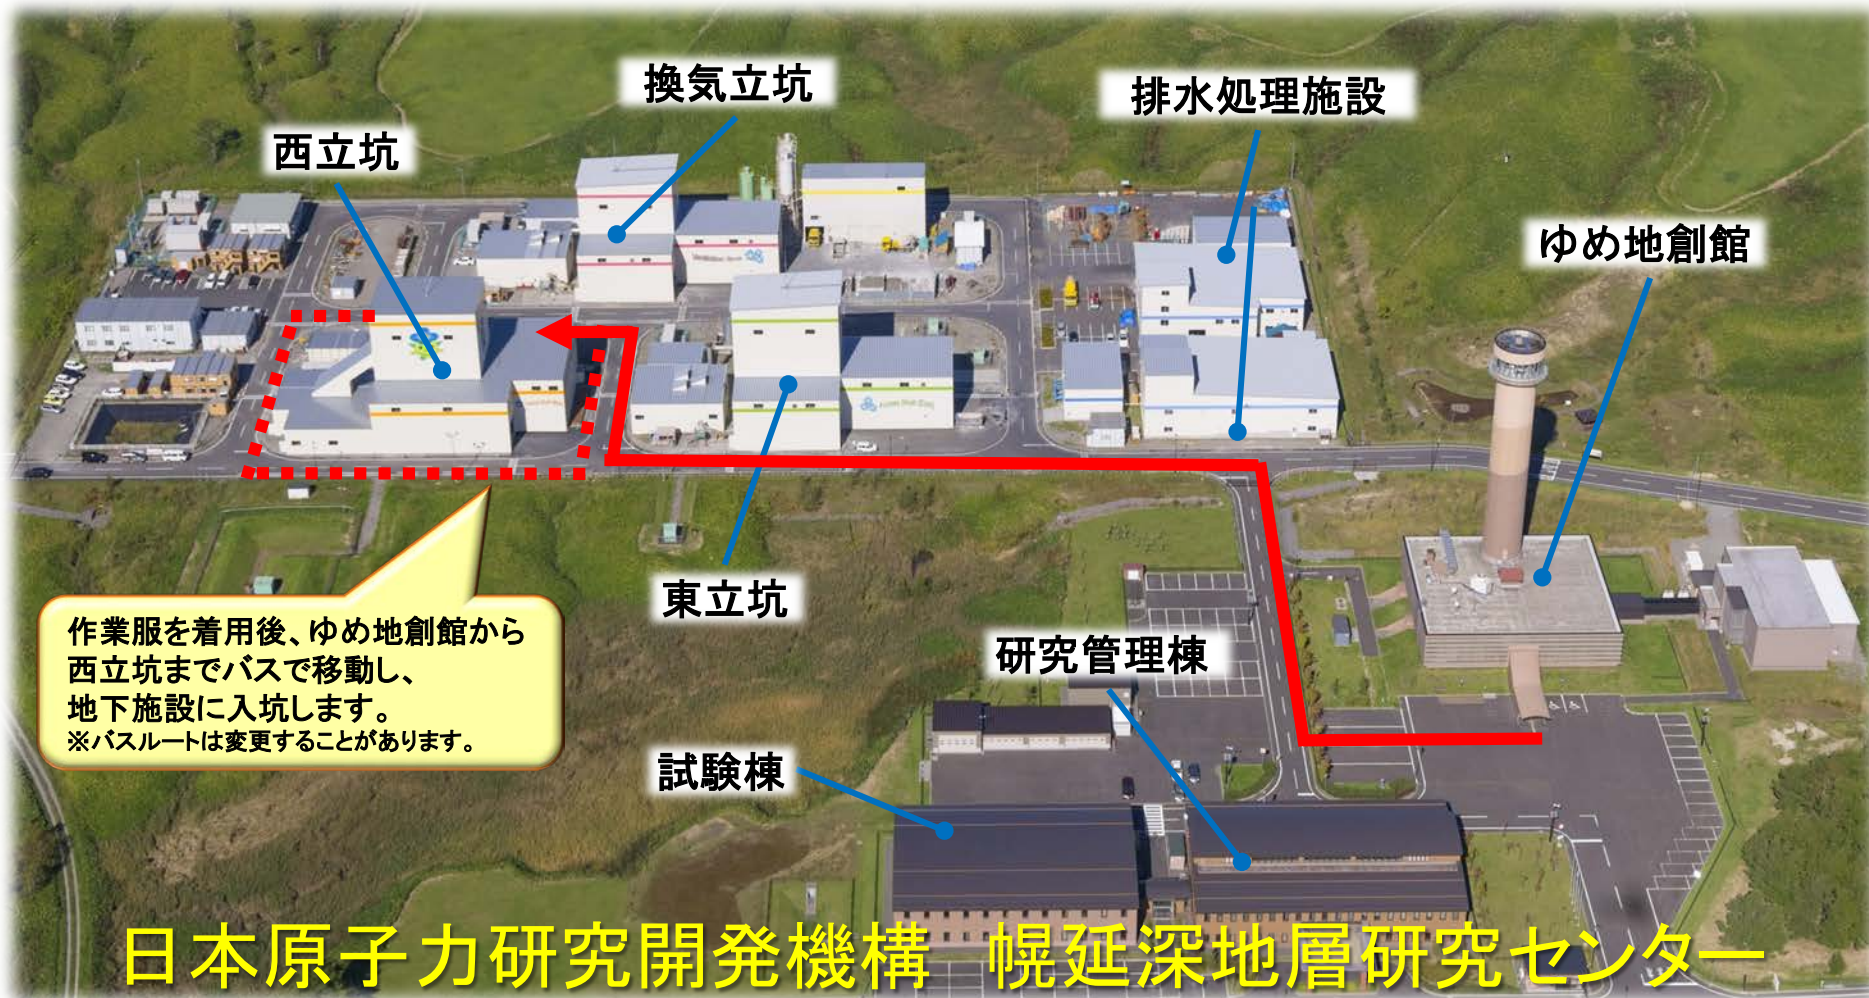 換気立坑
排水処理施設
西立坑
ゆめ地創館
東立坑
作業服を着用後、ゆめ地創館から
西立坑までバスで移動し、
地下施設に入坑します。
※バスルートは変更することがあります。
研究管理棟
試験棟
日本原子力研究開発機構 幌延深地層研究センター